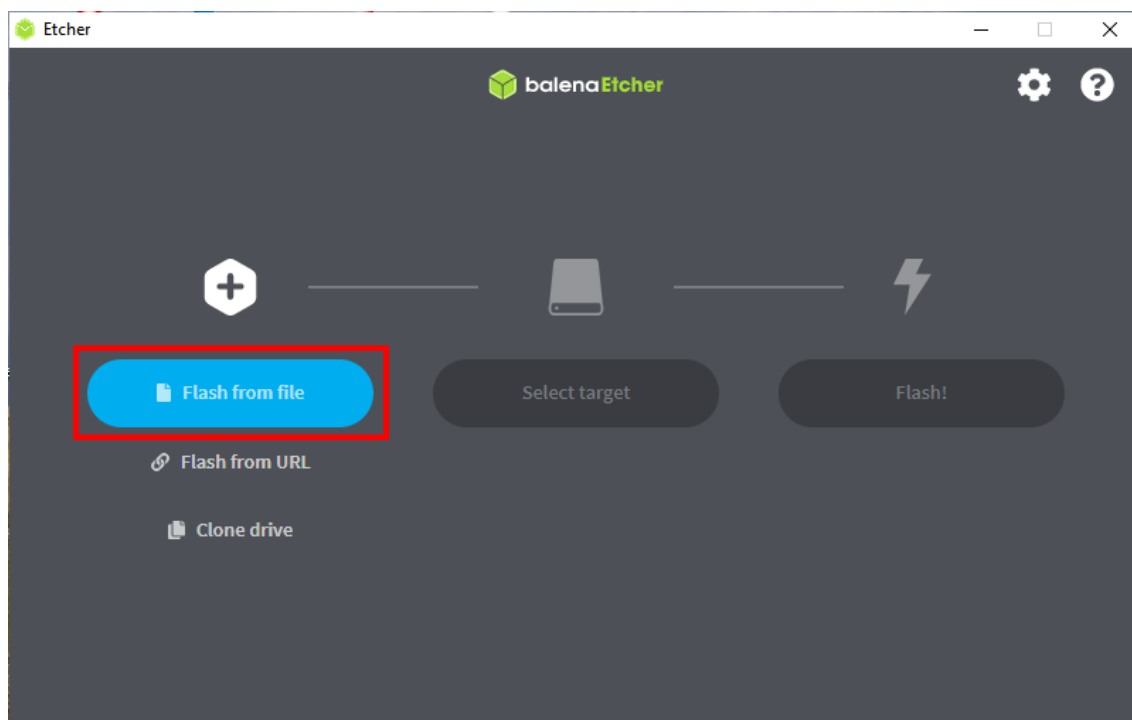 Etcher
balenaEtcher
Flash from file
Select target
Flash!
Flash from URL
Clone drive